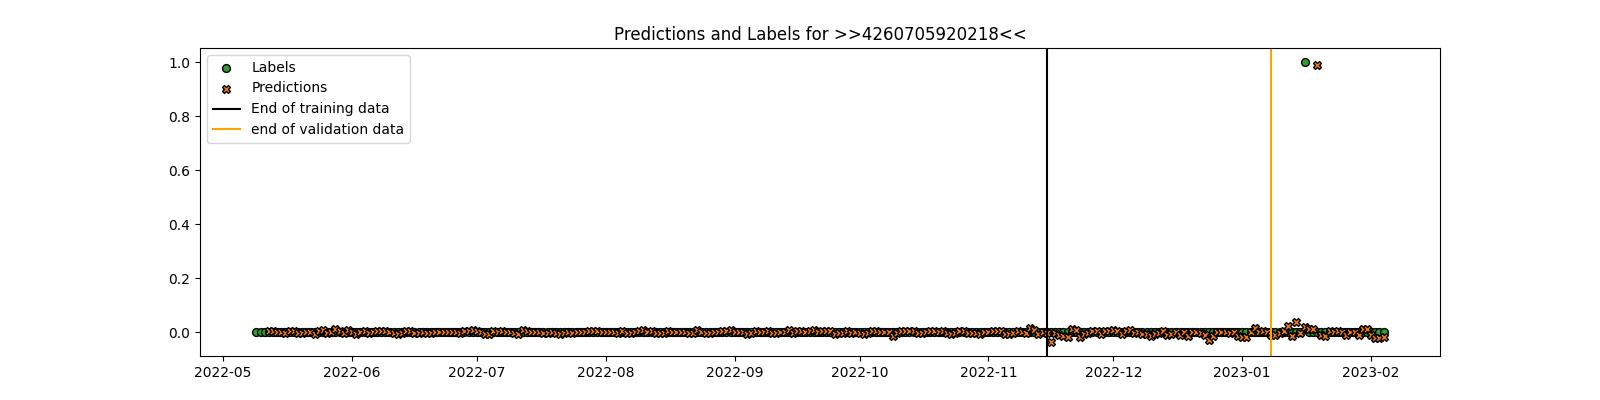 Predictions and Labels for >>4260705920218<<
1.0
0.8
0.6
0.4
0.2
0.0
Labels
Predictions
End of training data
end of validation data
2022-05 2022-06 2022-07 2022-08 2022-09 2022-10 2022-11 2022-12 2023-01 2023-02